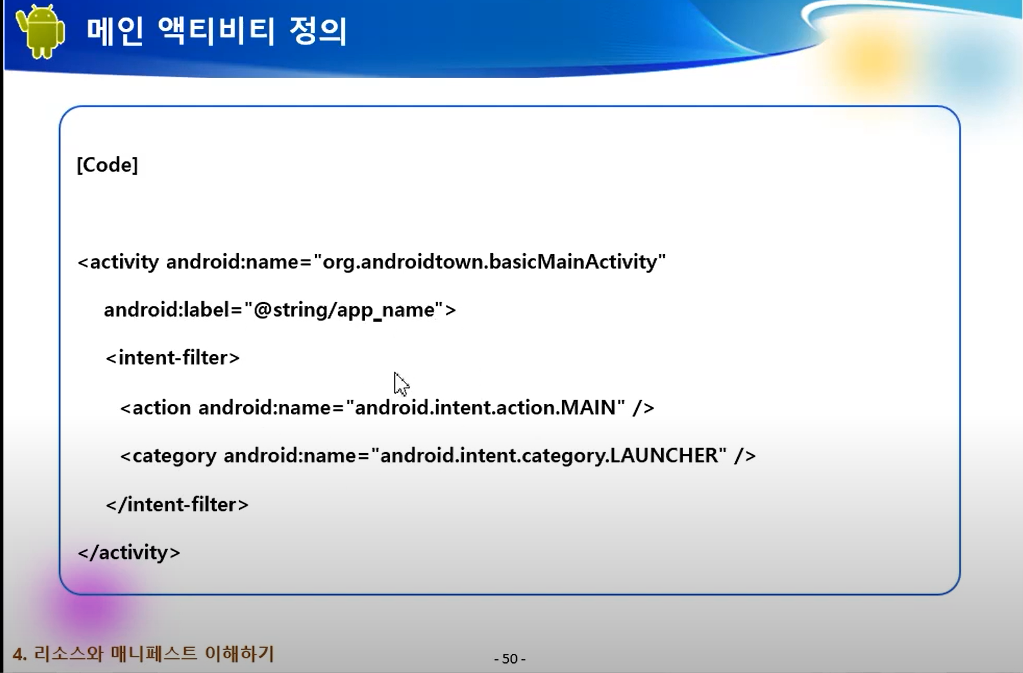 메인 액티비티 정의
[Code]
<activity android:name="org.androidtown.basicMainActivity"
android:label="@string/app_name">
<intent-filter>
<action android:name="android.intent.action.MAIN" />
<category android:name="android.intent.category.LAUNCHER" />
</intent-filter>
</activity>
4. 리소스와 매니페스트 이해하기
- 50 -